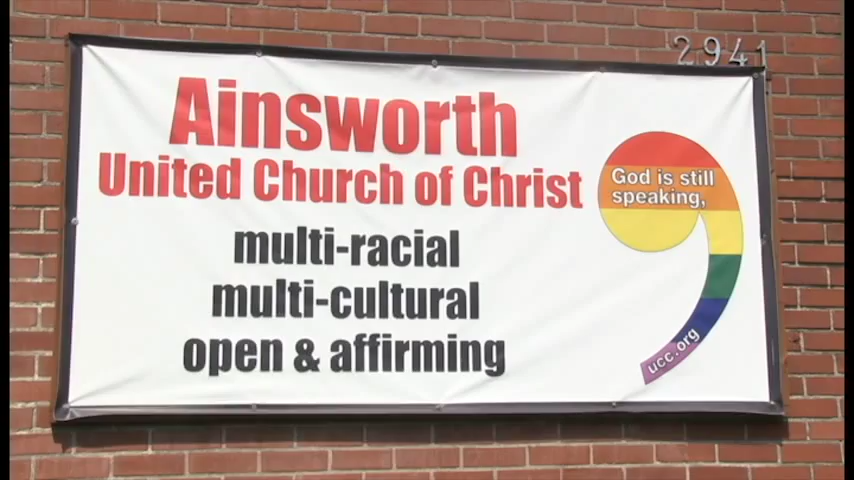 2941
Ainsworth
United Church of Christ
multi-racial
multi-cultural
open & affirming
God is still
speaking,
ucc.org